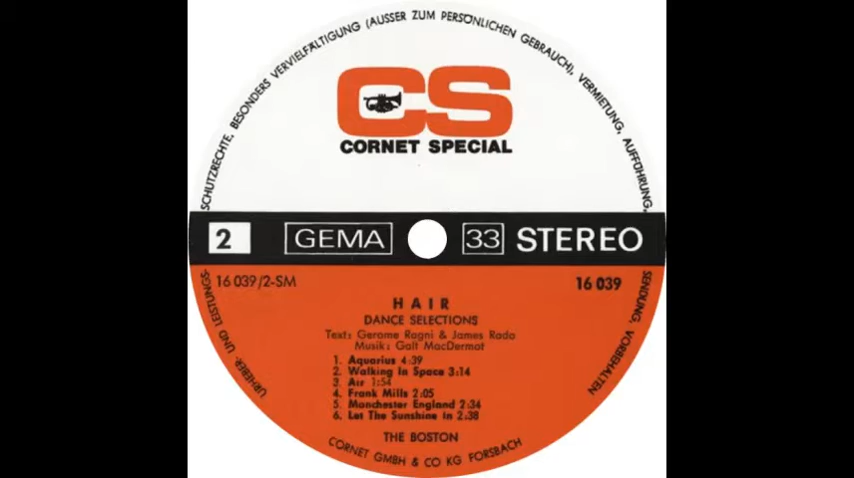 URHEBER- UND LEISTUNGS-SCHUTZRECHTE, BESONDERS VERVIELFÄLTIGUNG (AUSSER ZUM PERSÖNLICHEN GEBRAUCH), VERMIETUNG, AUFFÜHRUNG, SENDUNG, VORBEHALTEN
CS
CORNET SPECIAL
2 GEMA 33 STEREO
16 039/2-SM 16 039
HAIR
DANCE SELECTIONS
Text: Gerome Ragni & James Rado
Musik: Galt MacDermot
1. Aquarius 4:39
2. Walking In Space 3:14
3. Air 1:54
4. Frank Mills 2:05
5. Manchester England 2:34
6. Let The Sunshine In 2:38
THE BOSTON
CORNET GMBH & CO KG FORSBACH